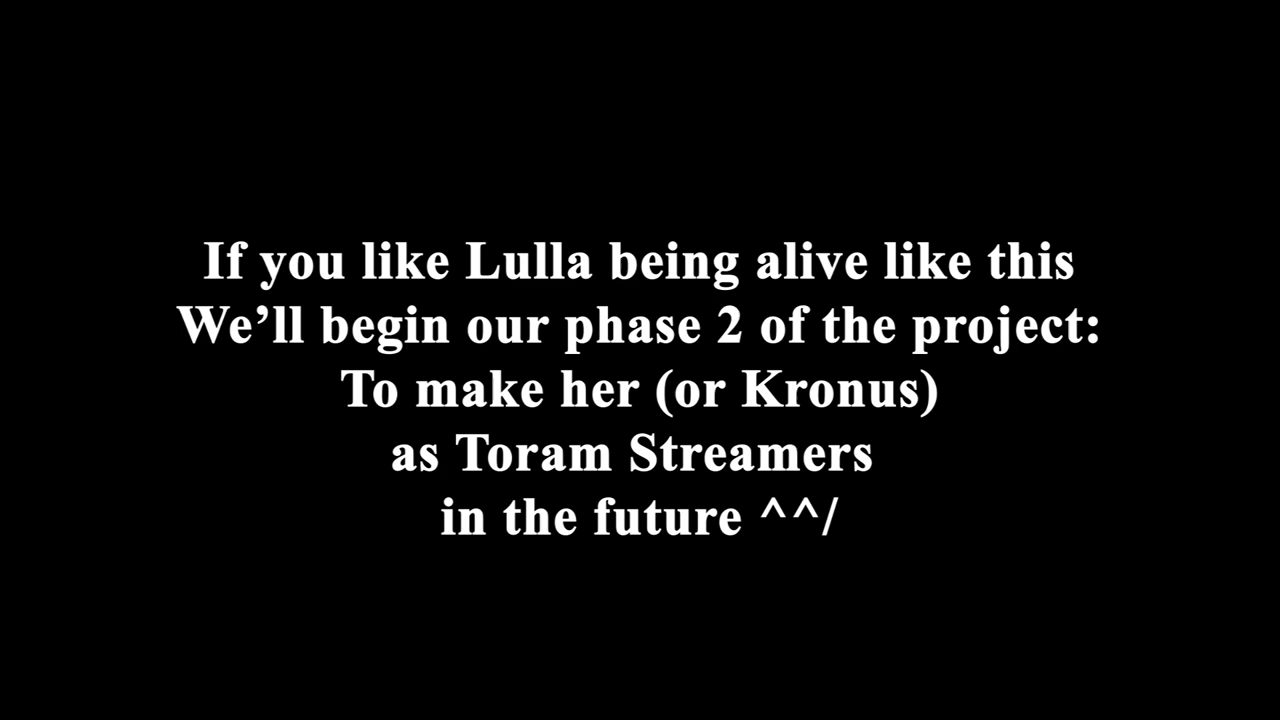 If you like Lulla being alive like this
We’ll begin our phase 2 of the project:
To make her (or Kronus)
as Toram Streamers
in the future ^^/